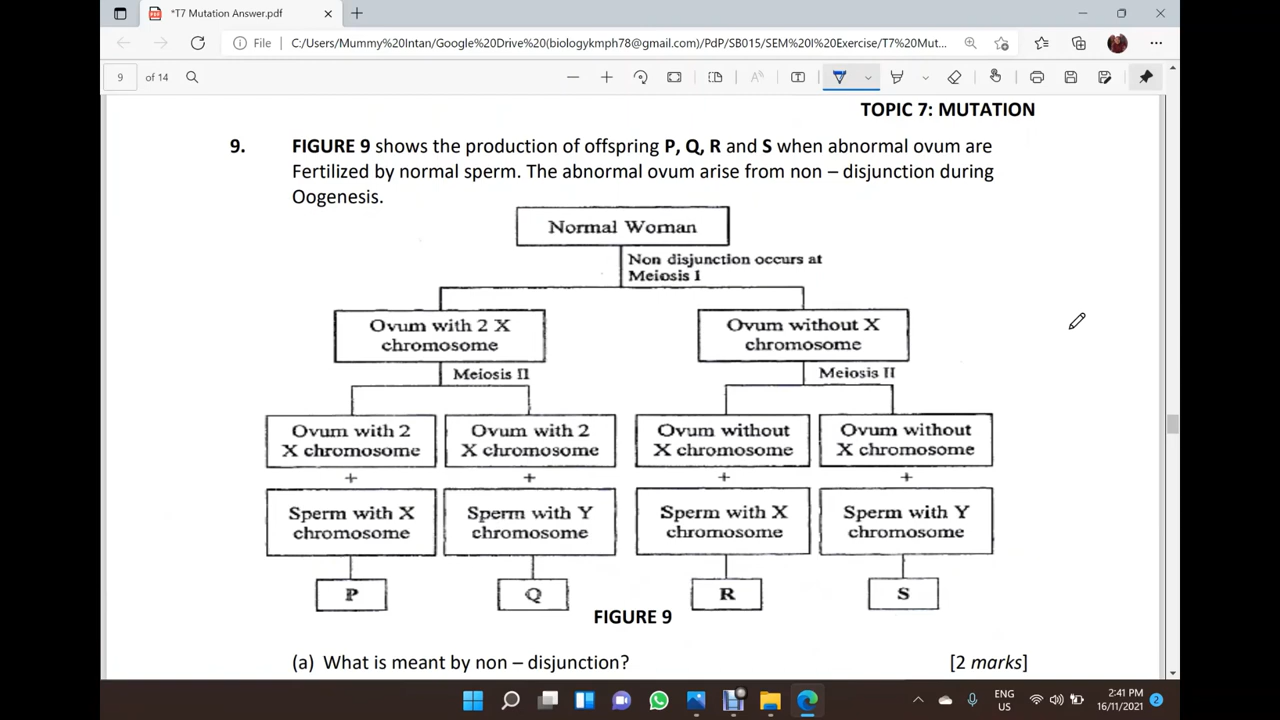 *T7 Mutation Answer.pdf
File
C:/Users/Mummy%20Intan/Google%20Drive%20(biologykmph78@gmail.com)/PdP/SB015/SEM%20I%20Exercise/T7%20Mut...
9 of 14
TOPIC 7: MUTATION
9. FIGURE 9 shows the production of offspring P, Q, R and S when abnormal ovum are
Fertilized by normal sperm. The abnormal ovum arise from non – disjunction during
Oogenesis.
Normal Woman
Non disjunction occurs at
Meiosis I
Ovum with 2 X
chromosome
Ovum without X
chromosome
Meiosis II
Meiosis II
Ovum with 2
X chromosome
Ovum with 2
X chromosome
Ovum without
X chromosome
Ovum without
X chromosome
+ + + +
Sperm with X
chromosome
Sperm with Y
chromosome
Sperm with X
chromosome
Sperm with Y
chromosome
P Q R S
FIGURE 9
(a) What is meant by non – disjunction? [2 marks]
ENG
US
2:41 PM
16/11/2021
2